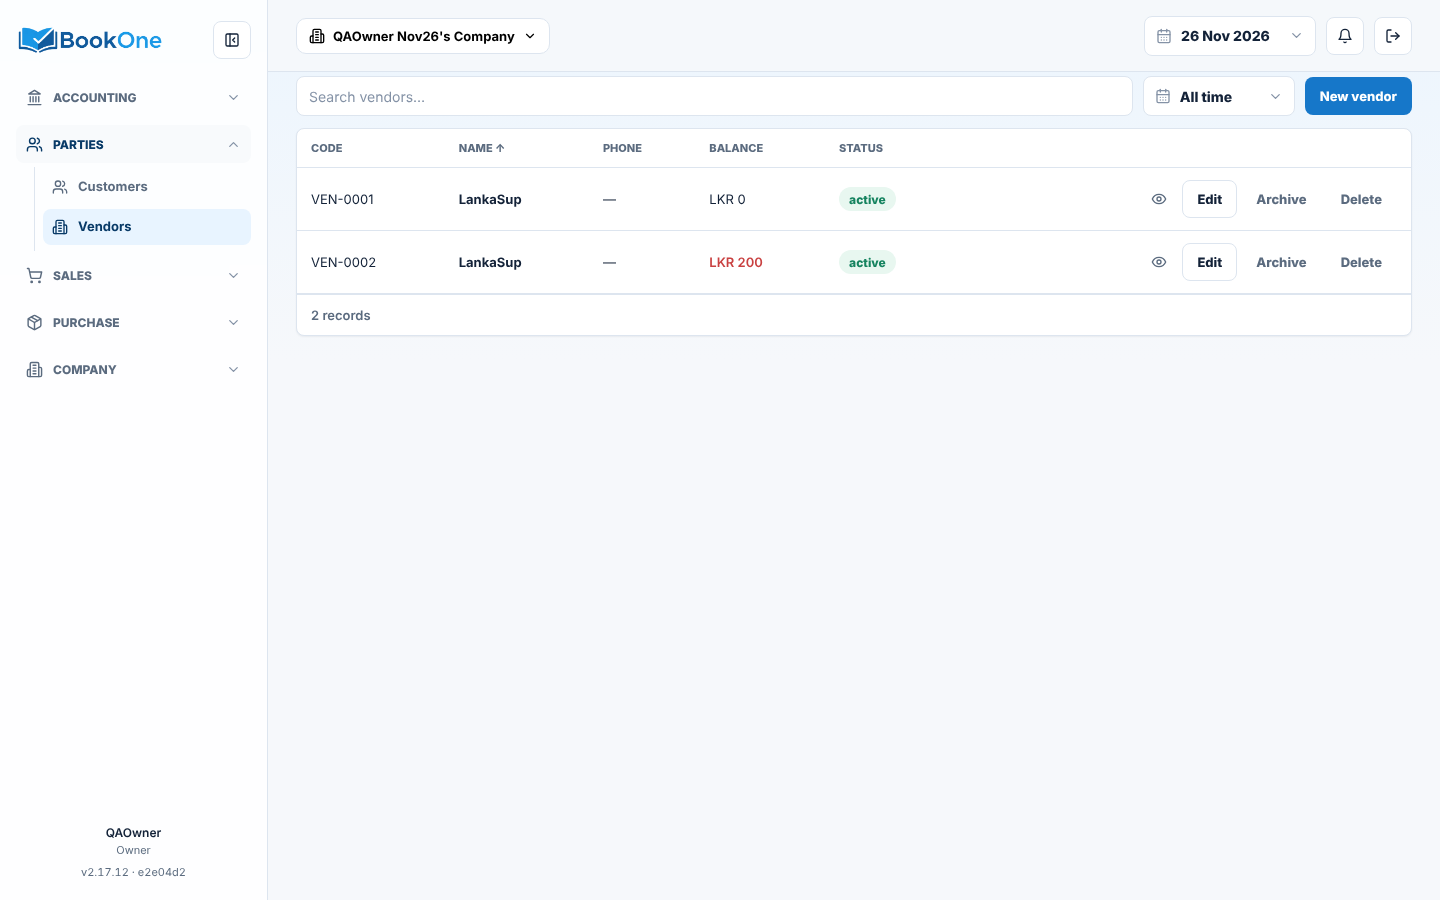 BookOne
QAOwner Nov26's Company
26 Nov 2026
ACCOUNTING
PARTIES
Customers
Vendors
SALES
PURCHASE
COMPANY
QAOwner
Owner
v2.17.12 · e2e04d2
Search vendors...
All time
New vendor
CODE NAME ↑ PHONE BALANCE STATUS
VEN-0001 LankaSup — LKR 0 active Edit Archive Delete
VEN-0002 LankaSup — LKR 200 active Edit Archive Delete
2 records